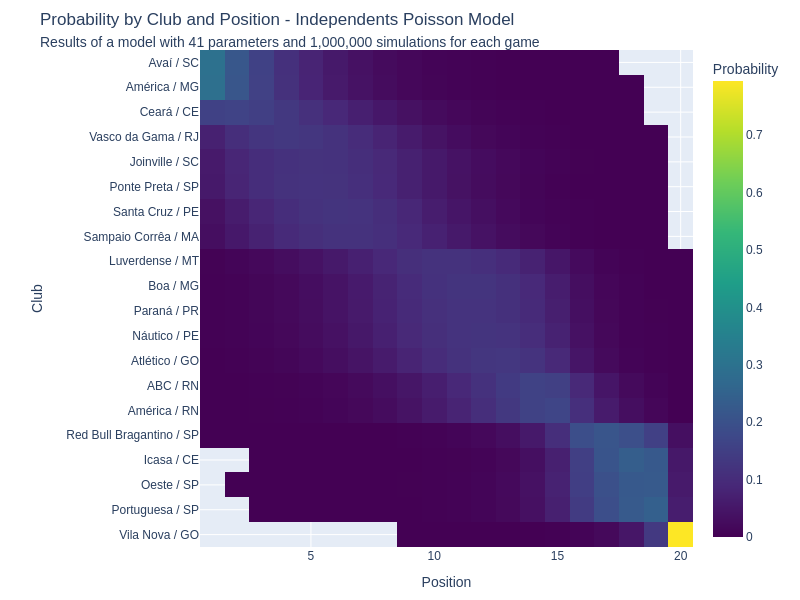 Probability by Club and Position - Independents Poisson Model
Results of a model with 41 parameters and 1,000,000 simulations for each game
Probability
Club
Avaí / SC
América / MG
Ceará / CE
Vasco da Gama / RJ
Joinville / SC
Ponte Preta / SP
Santa Cruz / PE
Sampaio Corrêa / MA
Luverdense / MT
Boa / MG
Paraná / PR
Náutico / PE
Atlético / GO
ABC / RN
América / RN
Red Bull Bragantino / SP
Icasa / CE
Oeste / SP
Portuguesa / SP
Vila Nova / GO
0.7
0.6
0.5
0.4
0.3
0.2
0.1
0
5
10
15
20
Position